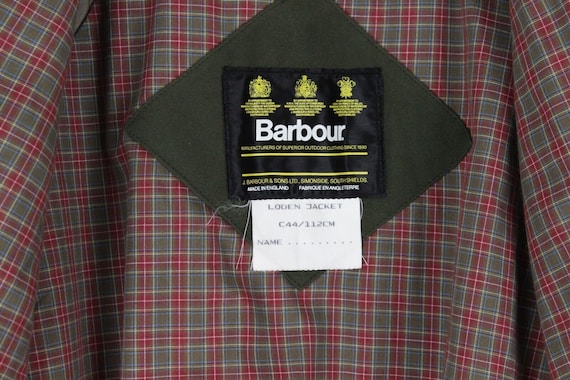 Barbour
MANUFACTURERS OF SUPERIOR OUTDOOR CLOTHING SINCE 1890
J. BARBOUR & SONS LTD., SIMONSIDE, SOUTH SHIELDS.
MADE IN ENGLAND FABRIQUE EN ANGLETERRE
LODEN JACKET
C44/112CM
NAME..........